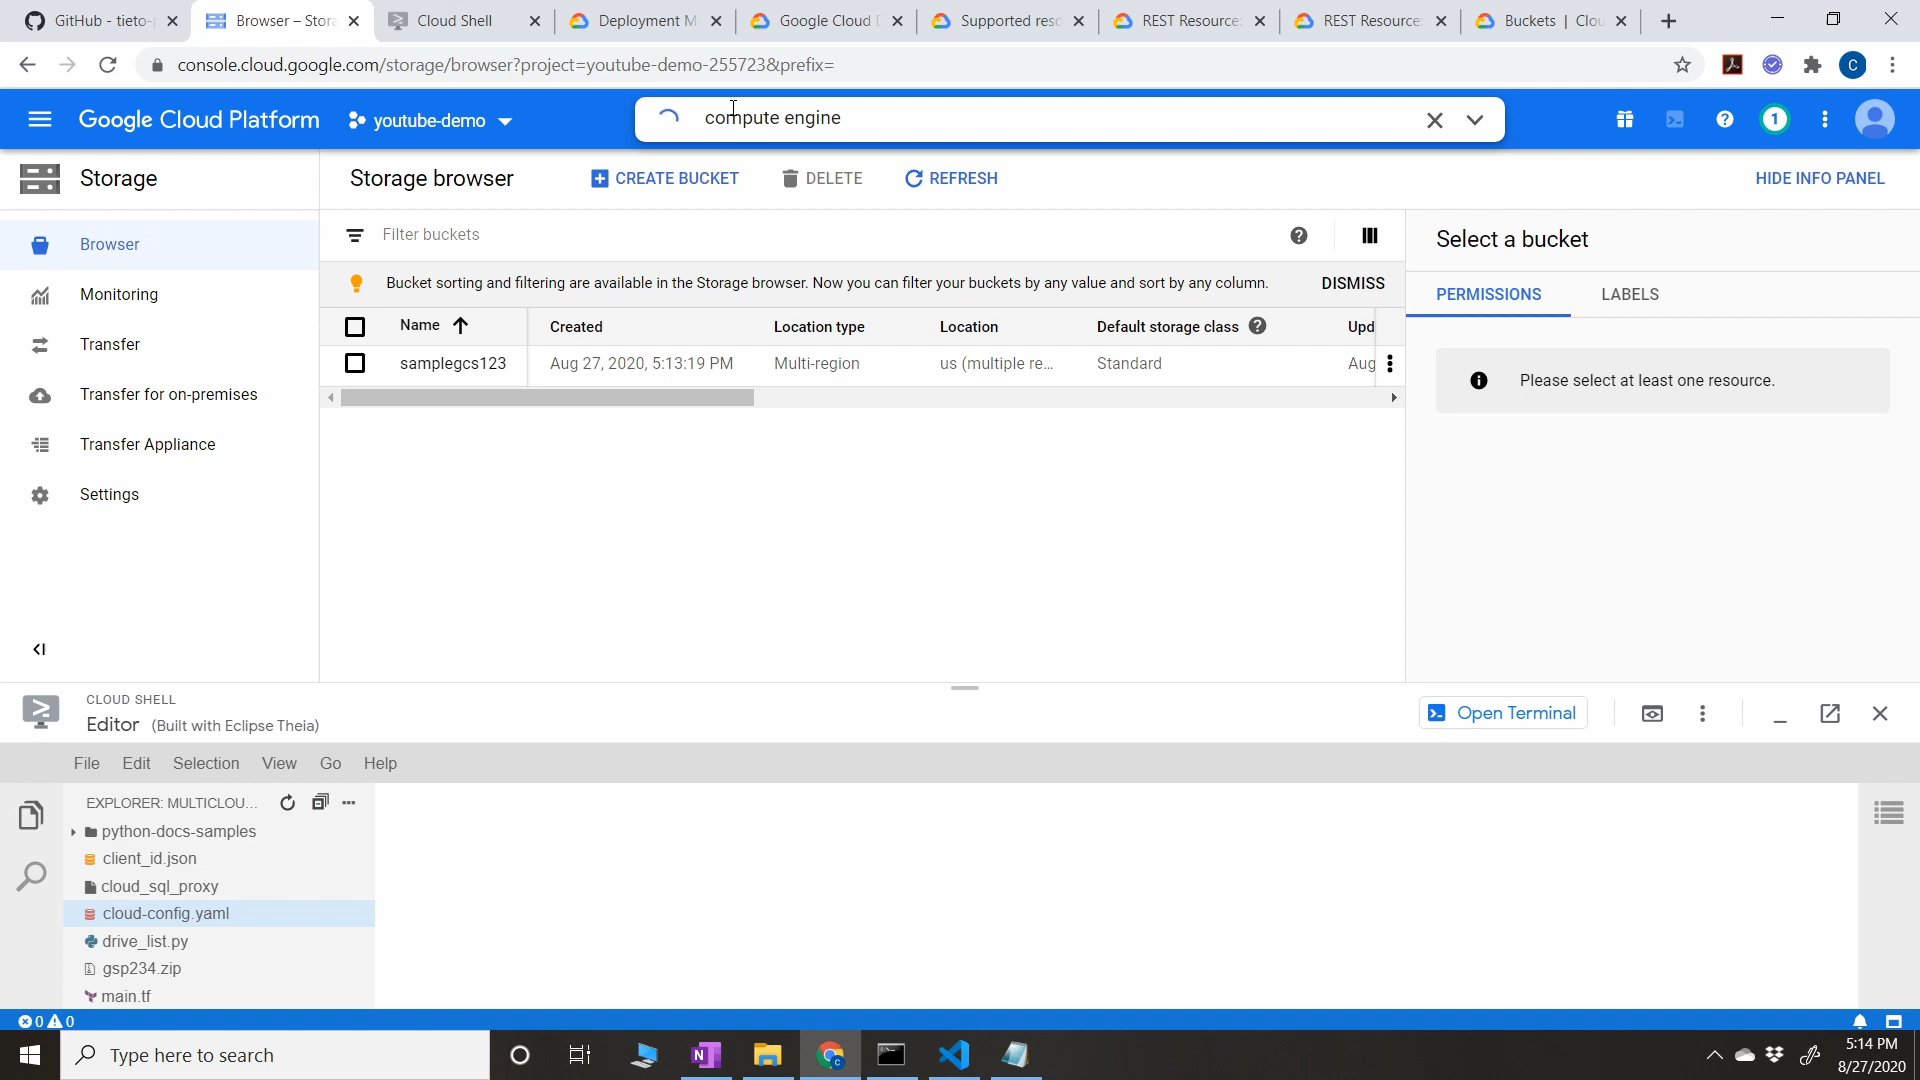 GitHub - tieto-
Browser – Stora
Cloud Shell
Deployment M
Google Cloud
Supported reso
REST Resource:
REST Resource:
Buckets | Clou
console.cloud.google.com/storage/browser?project=youtube-demo-255723&prefix=
C
Google Cloud Platform
youtube-demo
compute engine
1
Storage
Storage browser
CREATE BUCKET
DELETE
REFRESH
HIDE INFO PANEL
Browser
Monitoring
Transfer
Transfer for on-premises
Transfer Appliance
Settings
Filter buckets
Bucket sorting and filtering are available in the Storage browser. Now you can filter your buckets by any value and sort by any column.
DISMISS
Name
Created
Location type
Location
Default storage class
Upd
samplegcs123
Aug 27, 2020, 5:13:19 PM
Multi-region
us (multiple re...
Standard
Aug
Select a bucket
PERMISSIONS
LABELS
Please select at least one resource.
CLOUD SHELL
Editor (Built with Eclipse Theia)
Open Terminal
File Edit Selection View Go Help
EXPLORER: MULTICLOU...
python-docs-samples
client_id.json
cloud_sql_proxy
cloud-config.yaml
drive_list.py
gsp234.zip
main.tf
0 0
Type here to search
5:14 PM
8/27/2020